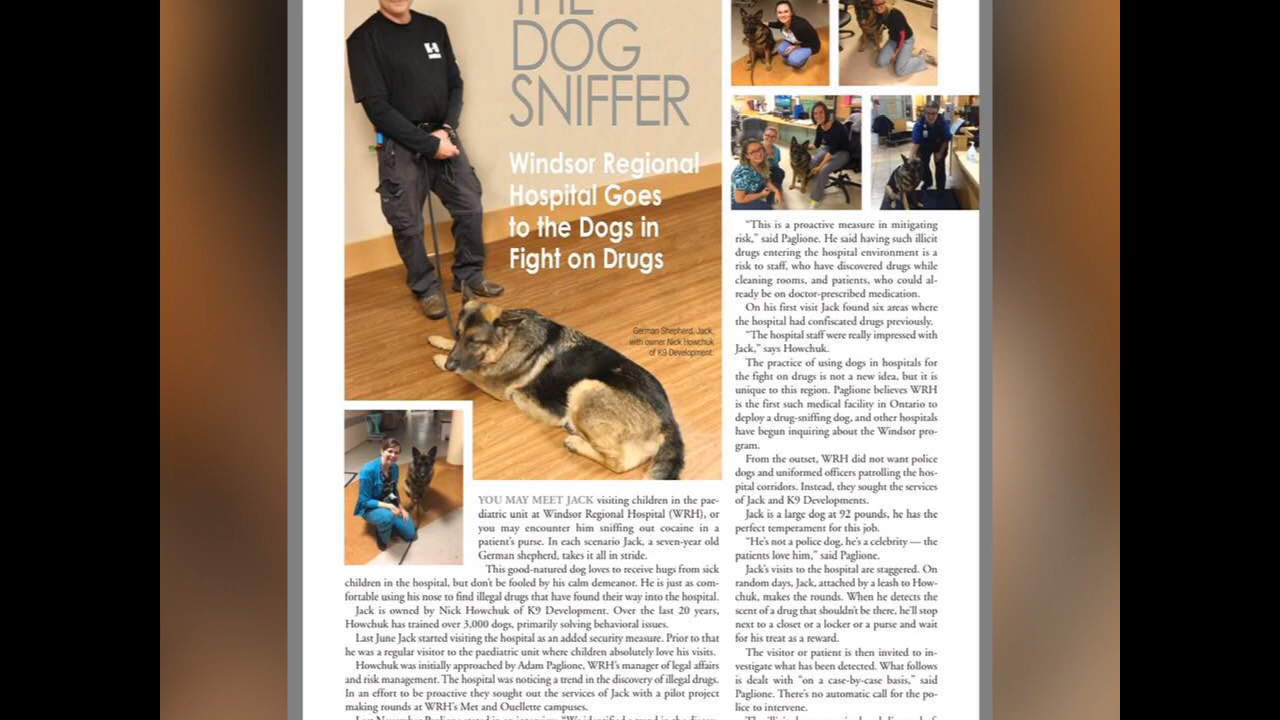 THE
DOG
SNIFFER
Windsor Regional
Hospital Goes
to the Dogs in
Fight on Drugs
German Shepherd, Jack,
with owner Nick Howchuk
of K9 Development.
YOU MAY MEET JACK visiting children in the pae-
diatric unit at Windsor Regional Hospital (WRH), or
you may encounter him sniffing out cocaine in a
patient's purse. In each scenario Jack, a seven-year old
German shepherd, takes it all in stride.
This good-natured dog loves to receive hugs from sick
children in the hospital, but don't be fooled by his calm demeanor. He is just as com-
fortable using his nose to find illegal drugs that have found their way into the hospital.
Jack is owned by Nick Howchuk of K9 Development. Over the last 20 years,
Howchuk has trained over 3,000 dogs, primarily solving behavioral issues.
Last June Jack started visiting the hospital as an added security measure. Prior to that
he was a regular visitor to the paediatric unit where children absolutely love his visits.
Howchuk was initially approached by Adam Paglione, WRH's manager of legal affairs
and risk management. The hospital was noticing a trend in the discovery of illegal drugs.
In an effort to be proactive they sought out the services of Jack with a pilot project
making rounds at WRH's Met and Ouellette campuses.
"This is a proactive measure in mitigating
risk," said Paglione. He said having such illicit
drugs entering the hospital environment is a
risk to staff, who have discovered drugs while
cleaning rooms, and patients, who could al-
ready be on doctor-prescribed medication.
On his first visit Jack found six areas where
the hospital had confiscated drugs previously.
"The hospital staff were really impressed with
Jack," says Howchuk.
The practice of using dogs in hospitals for
the fight on drugs is not a new idea, but it is
unique to this region. Paglione believes WRH
is the first such medical facility in Ontario to
deploy a drug-sniffing dog, and other hospitals
have begun inquiring about the Windsor pro-
gram.
From the outset, WRH did not want police
dogs and uniformed officers patrolling the hos-
pital corridors. Instead, they sought the services
of Jack and K9 Developments.
Jack is a large dog at 92 pounds, he has the
perfect temperament for this job.
"He's not a police dog, he's a celebrity — the
patients love him," said Paglione.
Jack's visits to the hospital are staggered. On
random days, Jack, attached by a leash to How-
chuk, makes the rounds. When he detects the
scent of a drug that shouldn't be there, he'll stop
next to a closet or a locker or a purse and wait
for his treat as a reward.
The visitor or patient is then invited to in-
vestigate what has been detected. What follows
is dealt with "on a case-by-case basis," said
Paglione. There's no automatic call for the po-
lice to intervene.